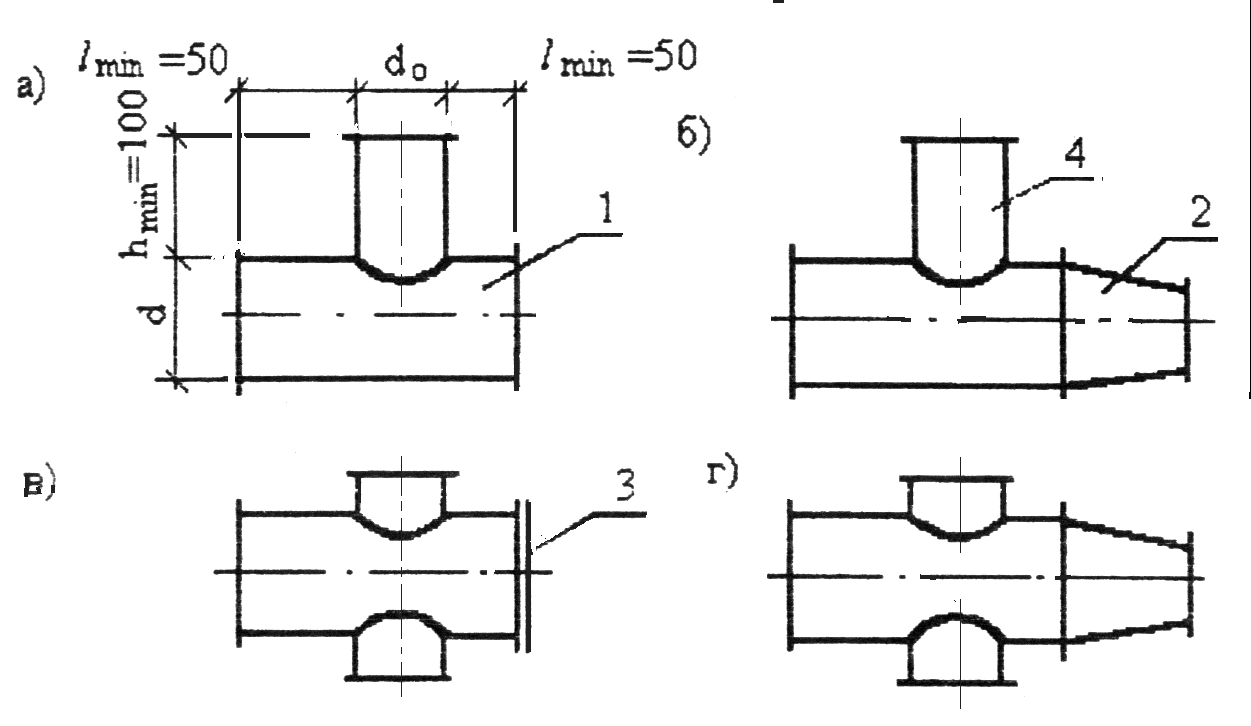 а)
l min =50
d₀
l min =50
h min =100
d
1
б)
4
2
в)
3
г)